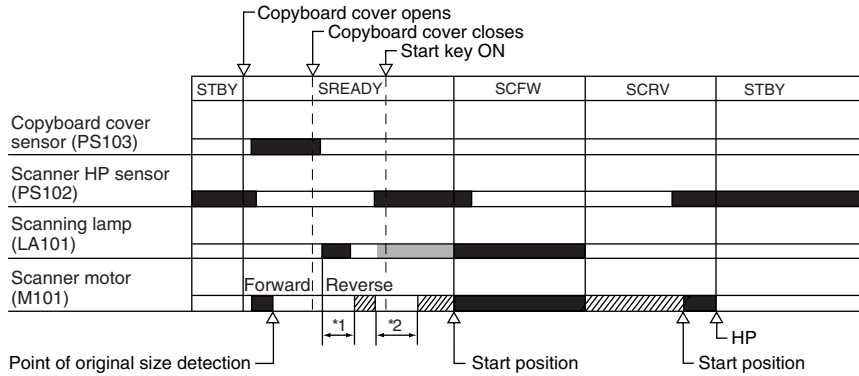 Copyboard cover opens
Copyboard cover closes
Start key ON
STBY SREADY SCFW SCRV STBY
Copyboard cover
sensor (PS103)
Scanner HP sensor
(PS102)
Scanning lamp
(LA101)
Scanner motor
(M101)
Forward Reverse
*1 *2
HP
Point of original size detection
Start position
Start position